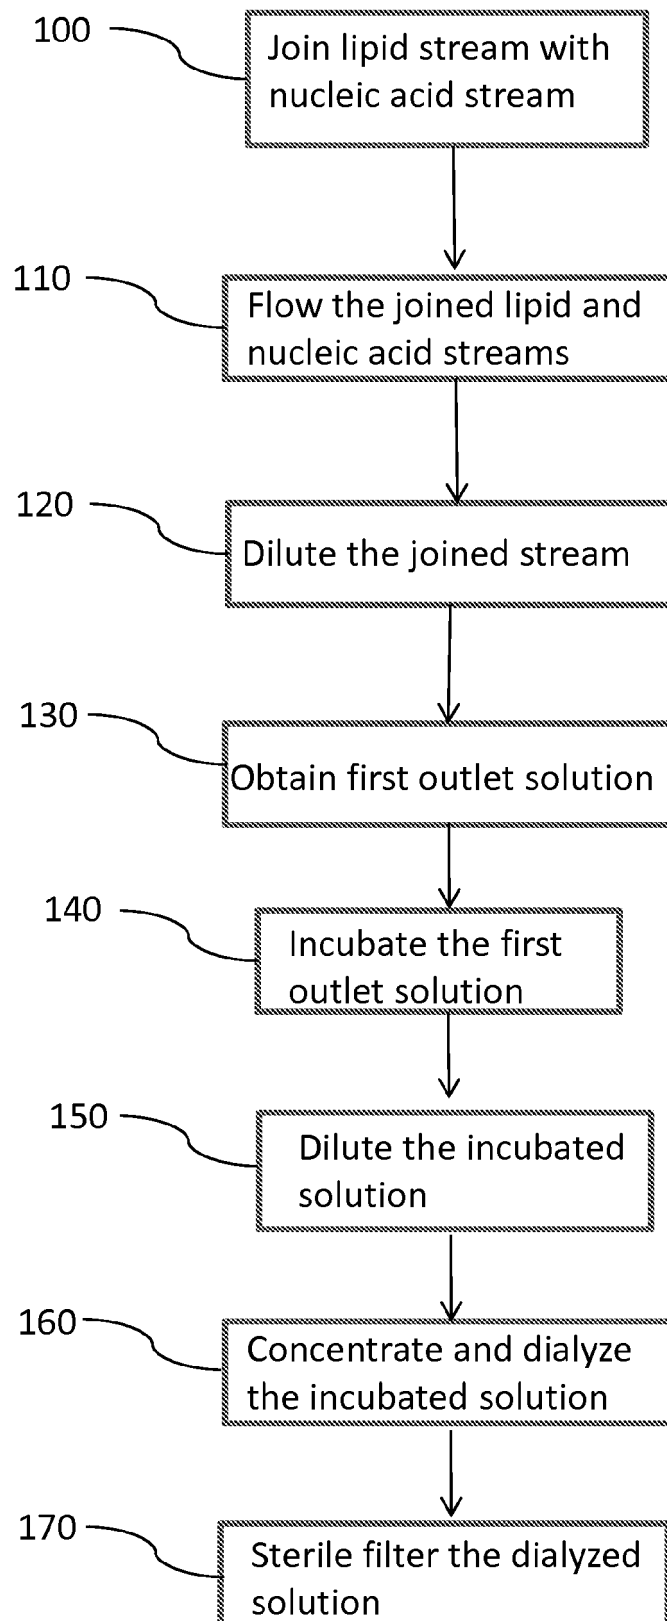 100
Join lipid stream with
nucleic acid stream
110
Flow the joined lipid and
nucleic acid streams
120
Dilute the joined stream
130
Obtain first outlet solution
140
Incubate the first
outlet solution
150
Dilute the incubated
solution
160
Concentrate and dialyze
the incubated solution
170
Sterile filter the dialyzed
solution